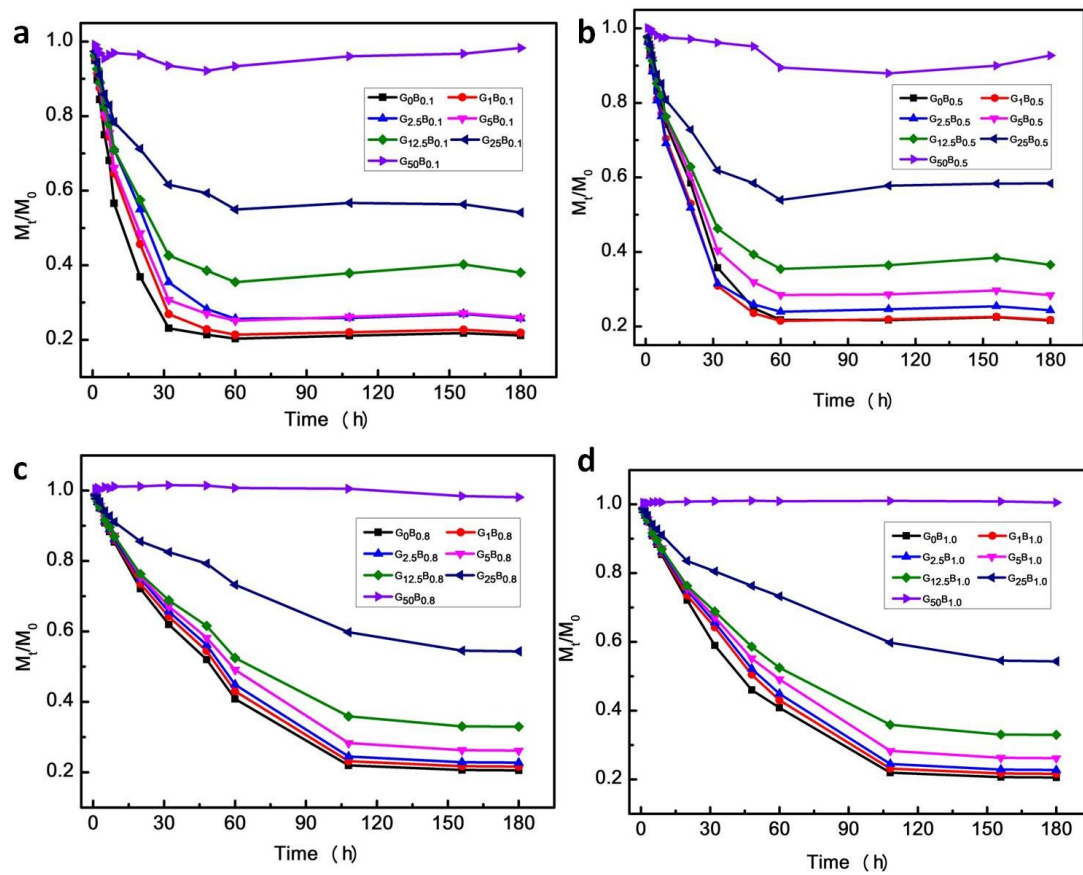 a
1.0
0.8
0.6
0.4
0.2
Mt/M0
0 30 60 90 120 150 180
Time (h)
G0B0.1 G1B0.1
G2.5B0.1 G5B0.1
G12.5B0.1 G25B0.1
G50B0.1
b
1.0
0.8
0.6
0.4
0.2
Mt/M0
0 30 60 90 120 150 180
Time (h)
G0B0.5 G1B0.5
G2.5B0.5 G5B0.5
G12.5B0.5 G25B0.5
G50B0.5
c
1.0
0.8
0.6
0.4
0.2
Mt/M0
0 30 60 90 120 150 180
Time (h)
G0B0.8 G1B0.8
G2.5B0.8 G5B0.8
G12.5B0.8 G25B0.8
G50B0.8
d
1.0
0.8
0.6
0.4
0.2
Mt/M0
0 30 60 90 120 150 180
Time (h)
G0B1.0 G1B1.0
G2.5B1.0 G5B1.0
G12.5B1.0 G25B1.0
G50B1.0